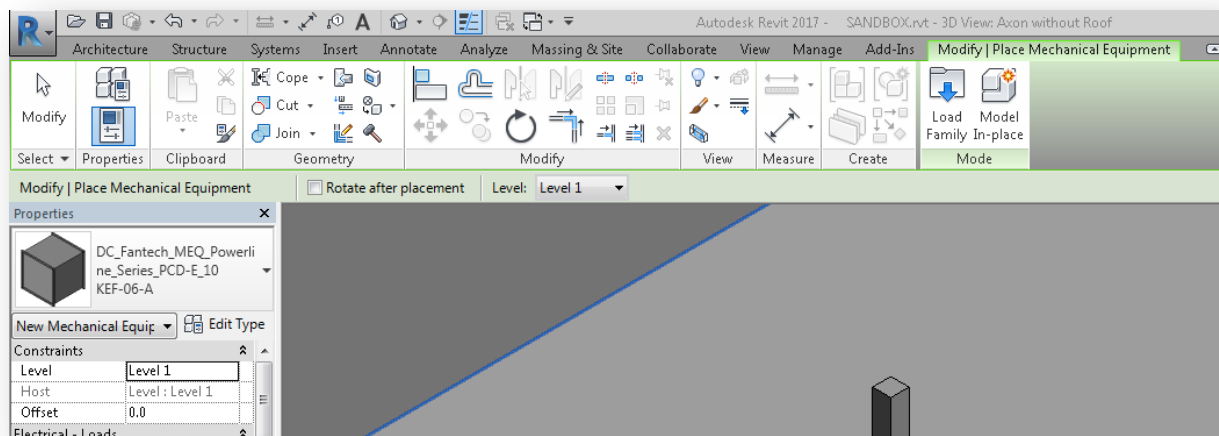 R
A
Autodesk Revit 2017 - SANDBOX.rvt - 3D View: Axon without Roof
Architecture Structure Systems Insert Annotate Analyze Massing & Site Collaborate View Manage Add-Ins Modify | Place Mechanical Equipment
Modify
Paste
Cope
Cut
Join
Load Family
Model In-place
Select Properties Clipboard Geometry Modify View Measure Create Mode
Modify | Place Mechanical Equipment Rotate after placement Level: Level 1
Properties X
DC_Fantech_MEQ_Powerli
ne_Series_PCD-E_10
KEF-06-A
New Mechanical Equip Edit Type
Constraints
Level Level 1
Host Level : Level 1
Offset 0.0
Electrical - Loads